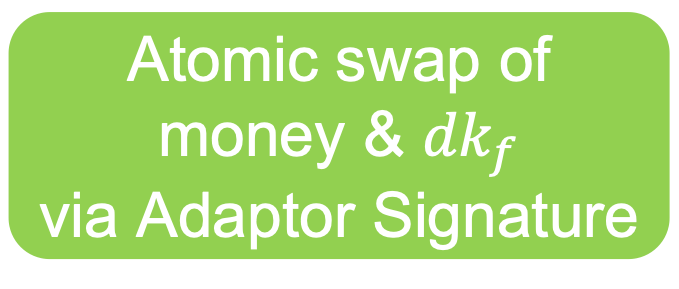 Atomic swap of
money & $dk_f$
via Adaptor Signature